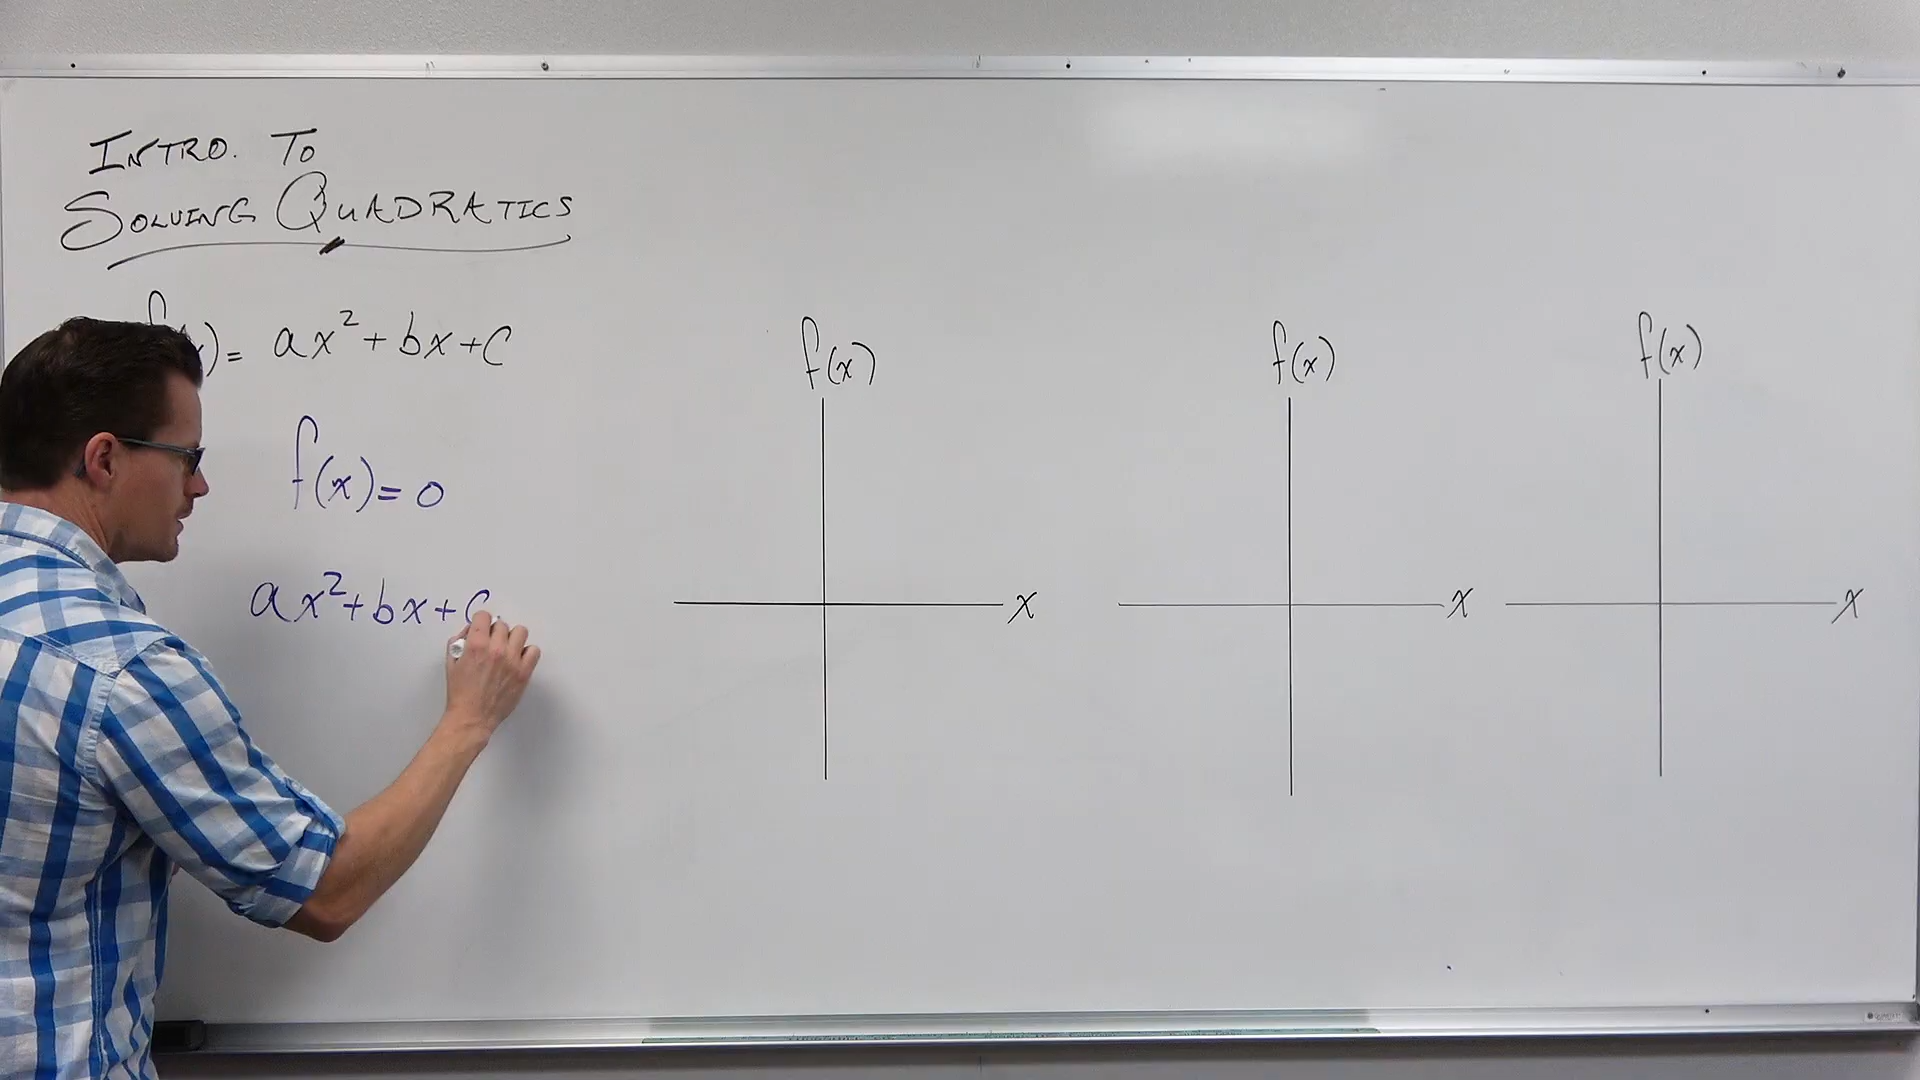 INTRO. TO
SOLVING QUADRATICS
f(x) = ax² + bx + c
f(x) = 0
ax² + bx + c
f(x)
x
f(x)
x
f(x)
x